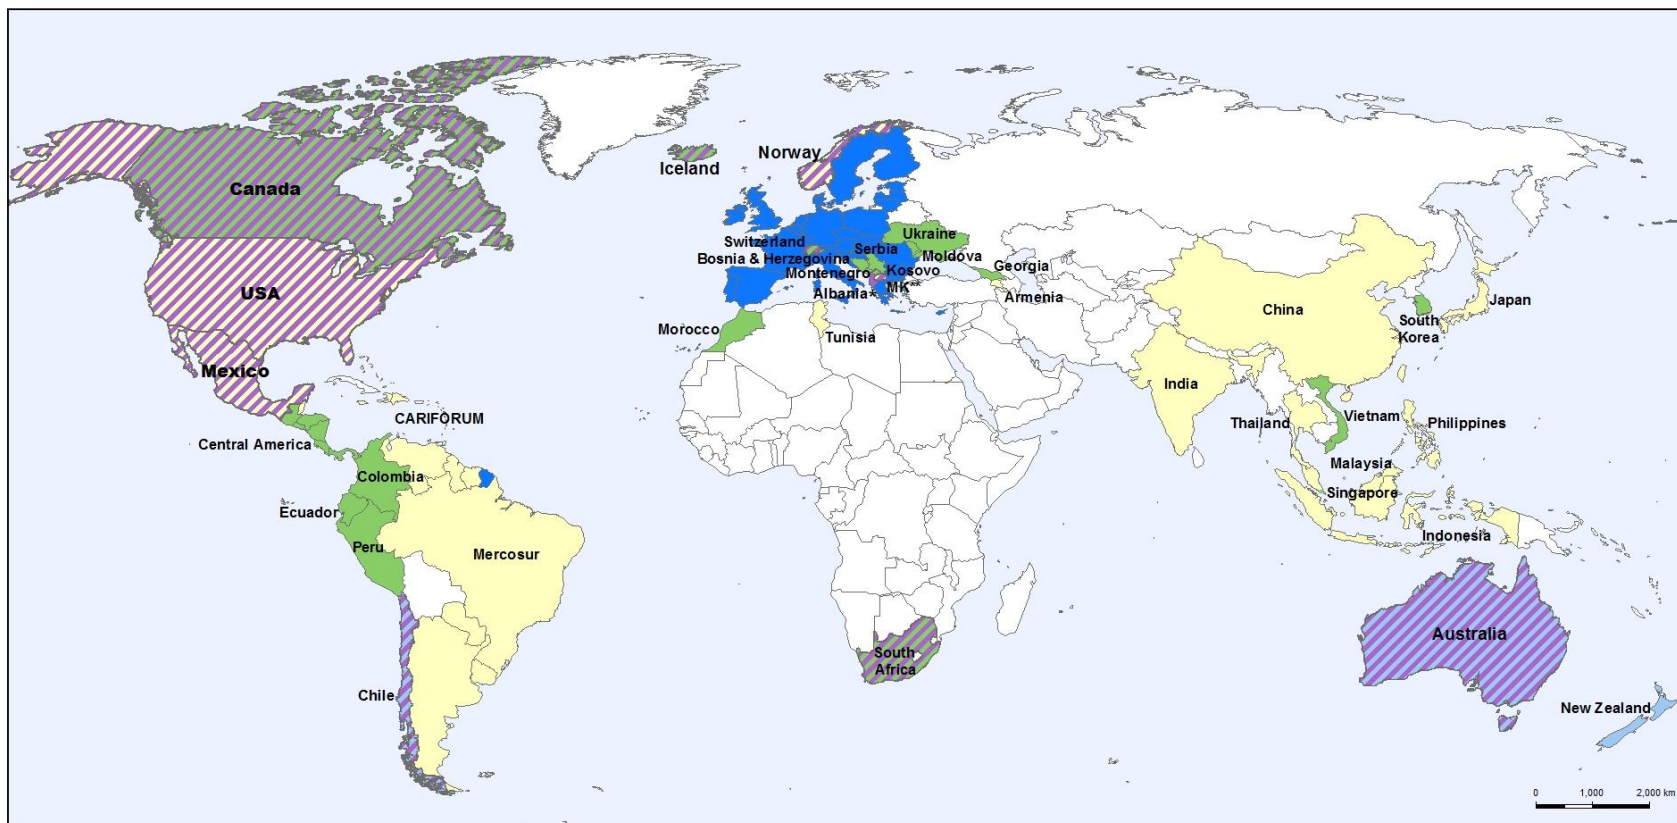 Norway
Iceland
Canada
Ukraine
Switzerland
Serbia
Moldova
Bosnia & Herzegovina
Georgia
Montenegro
Kosovo
MK**
Albania*
Armenia
USA
China
Japan
Morocco
Tunisia
South
Korea
Mexico
India
CARIFORUM
Thailand
Vietnam
Philippines
Central America
Malaysia
Colombia
Singapore
Ecuador
Indonesia
Peru
Mercosur
Australia
South
Africa
Chile
New Zealand
0 1,000 2,000 km